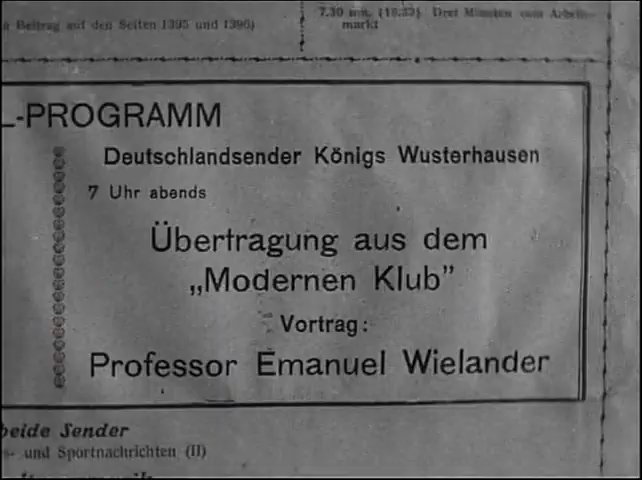 Beitrag auf den Seiten 1395 und 1396)
7.30 nm. (19.22) Drei Minuten vom Arbeits-
markt
-PROGRAMM
Deutschlandsender Königs Wusterhausen
7 Uhr abends
Übertragung aus dem
„Modernen Klub”
Vortrag:
Professor Emanuel Wielander
beide Sender
s- und Sportnachrichten (II)